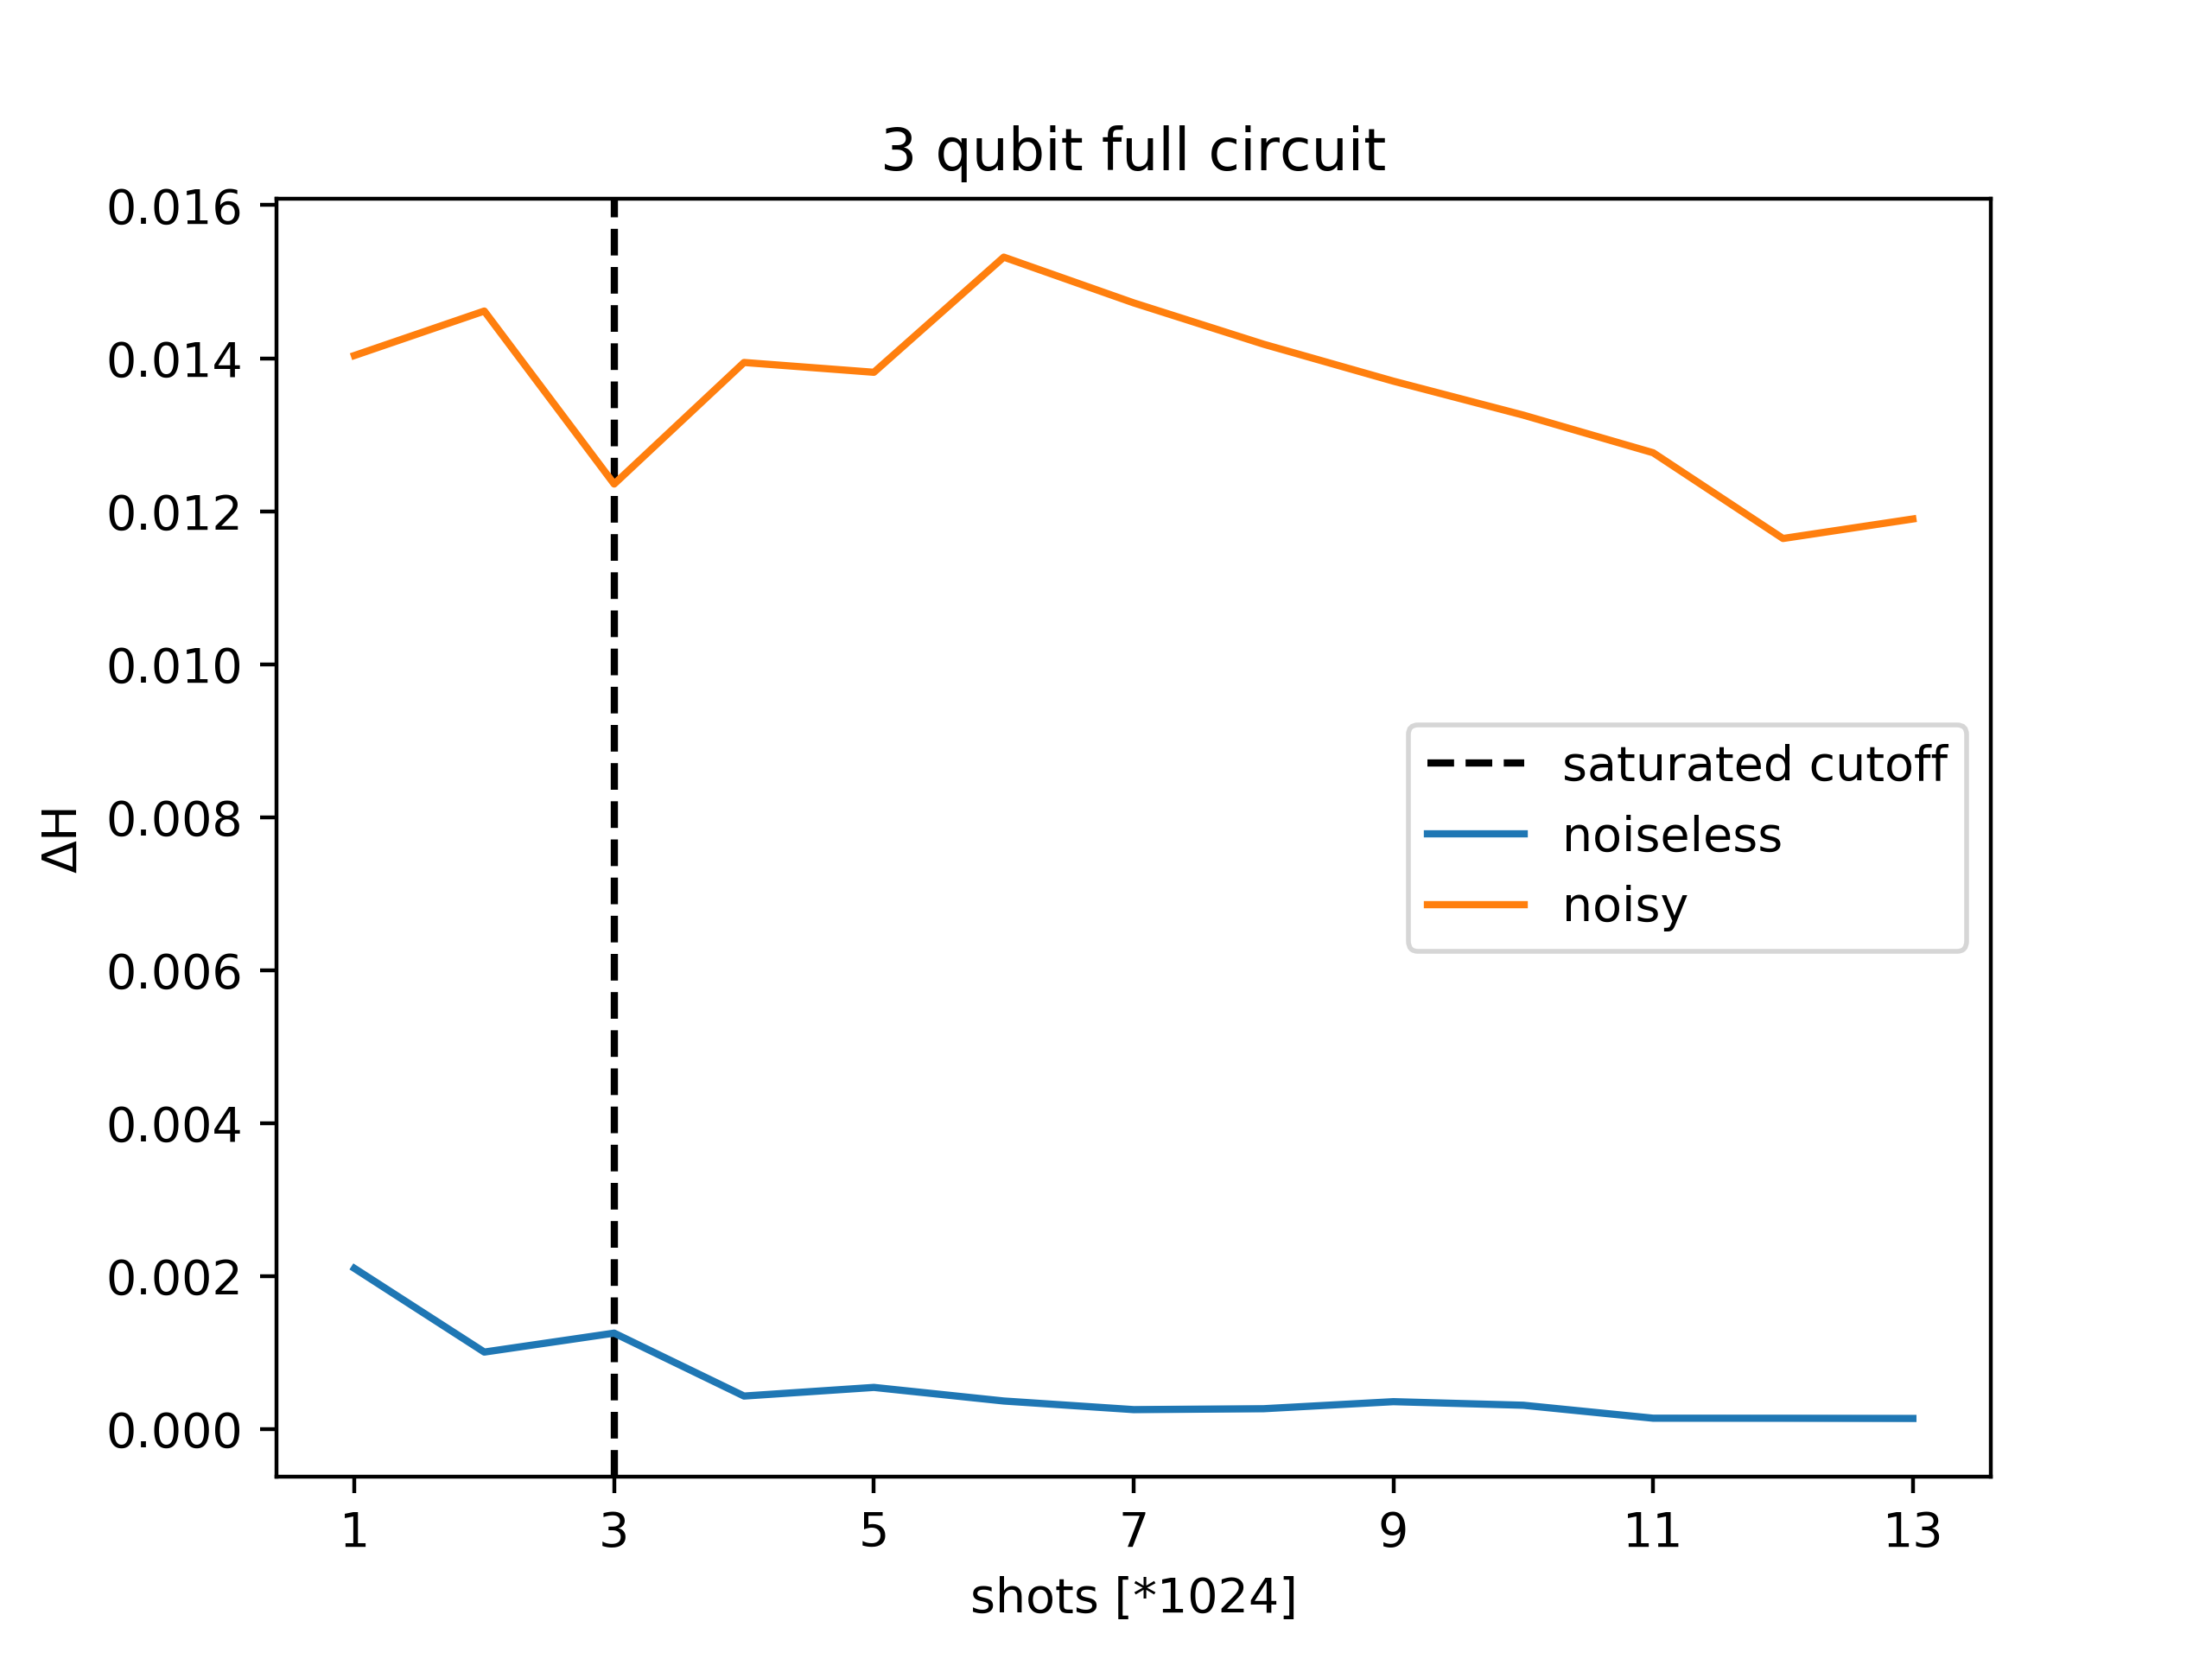 3 qubit full circuit
0.016
0.014
0.012
0.010
0.008
0.006
0.004
0.002
0.000
ΔH
saturated cutoff
noiseless
noisy
1 3 5 7 9 11 13
shots [*1024]